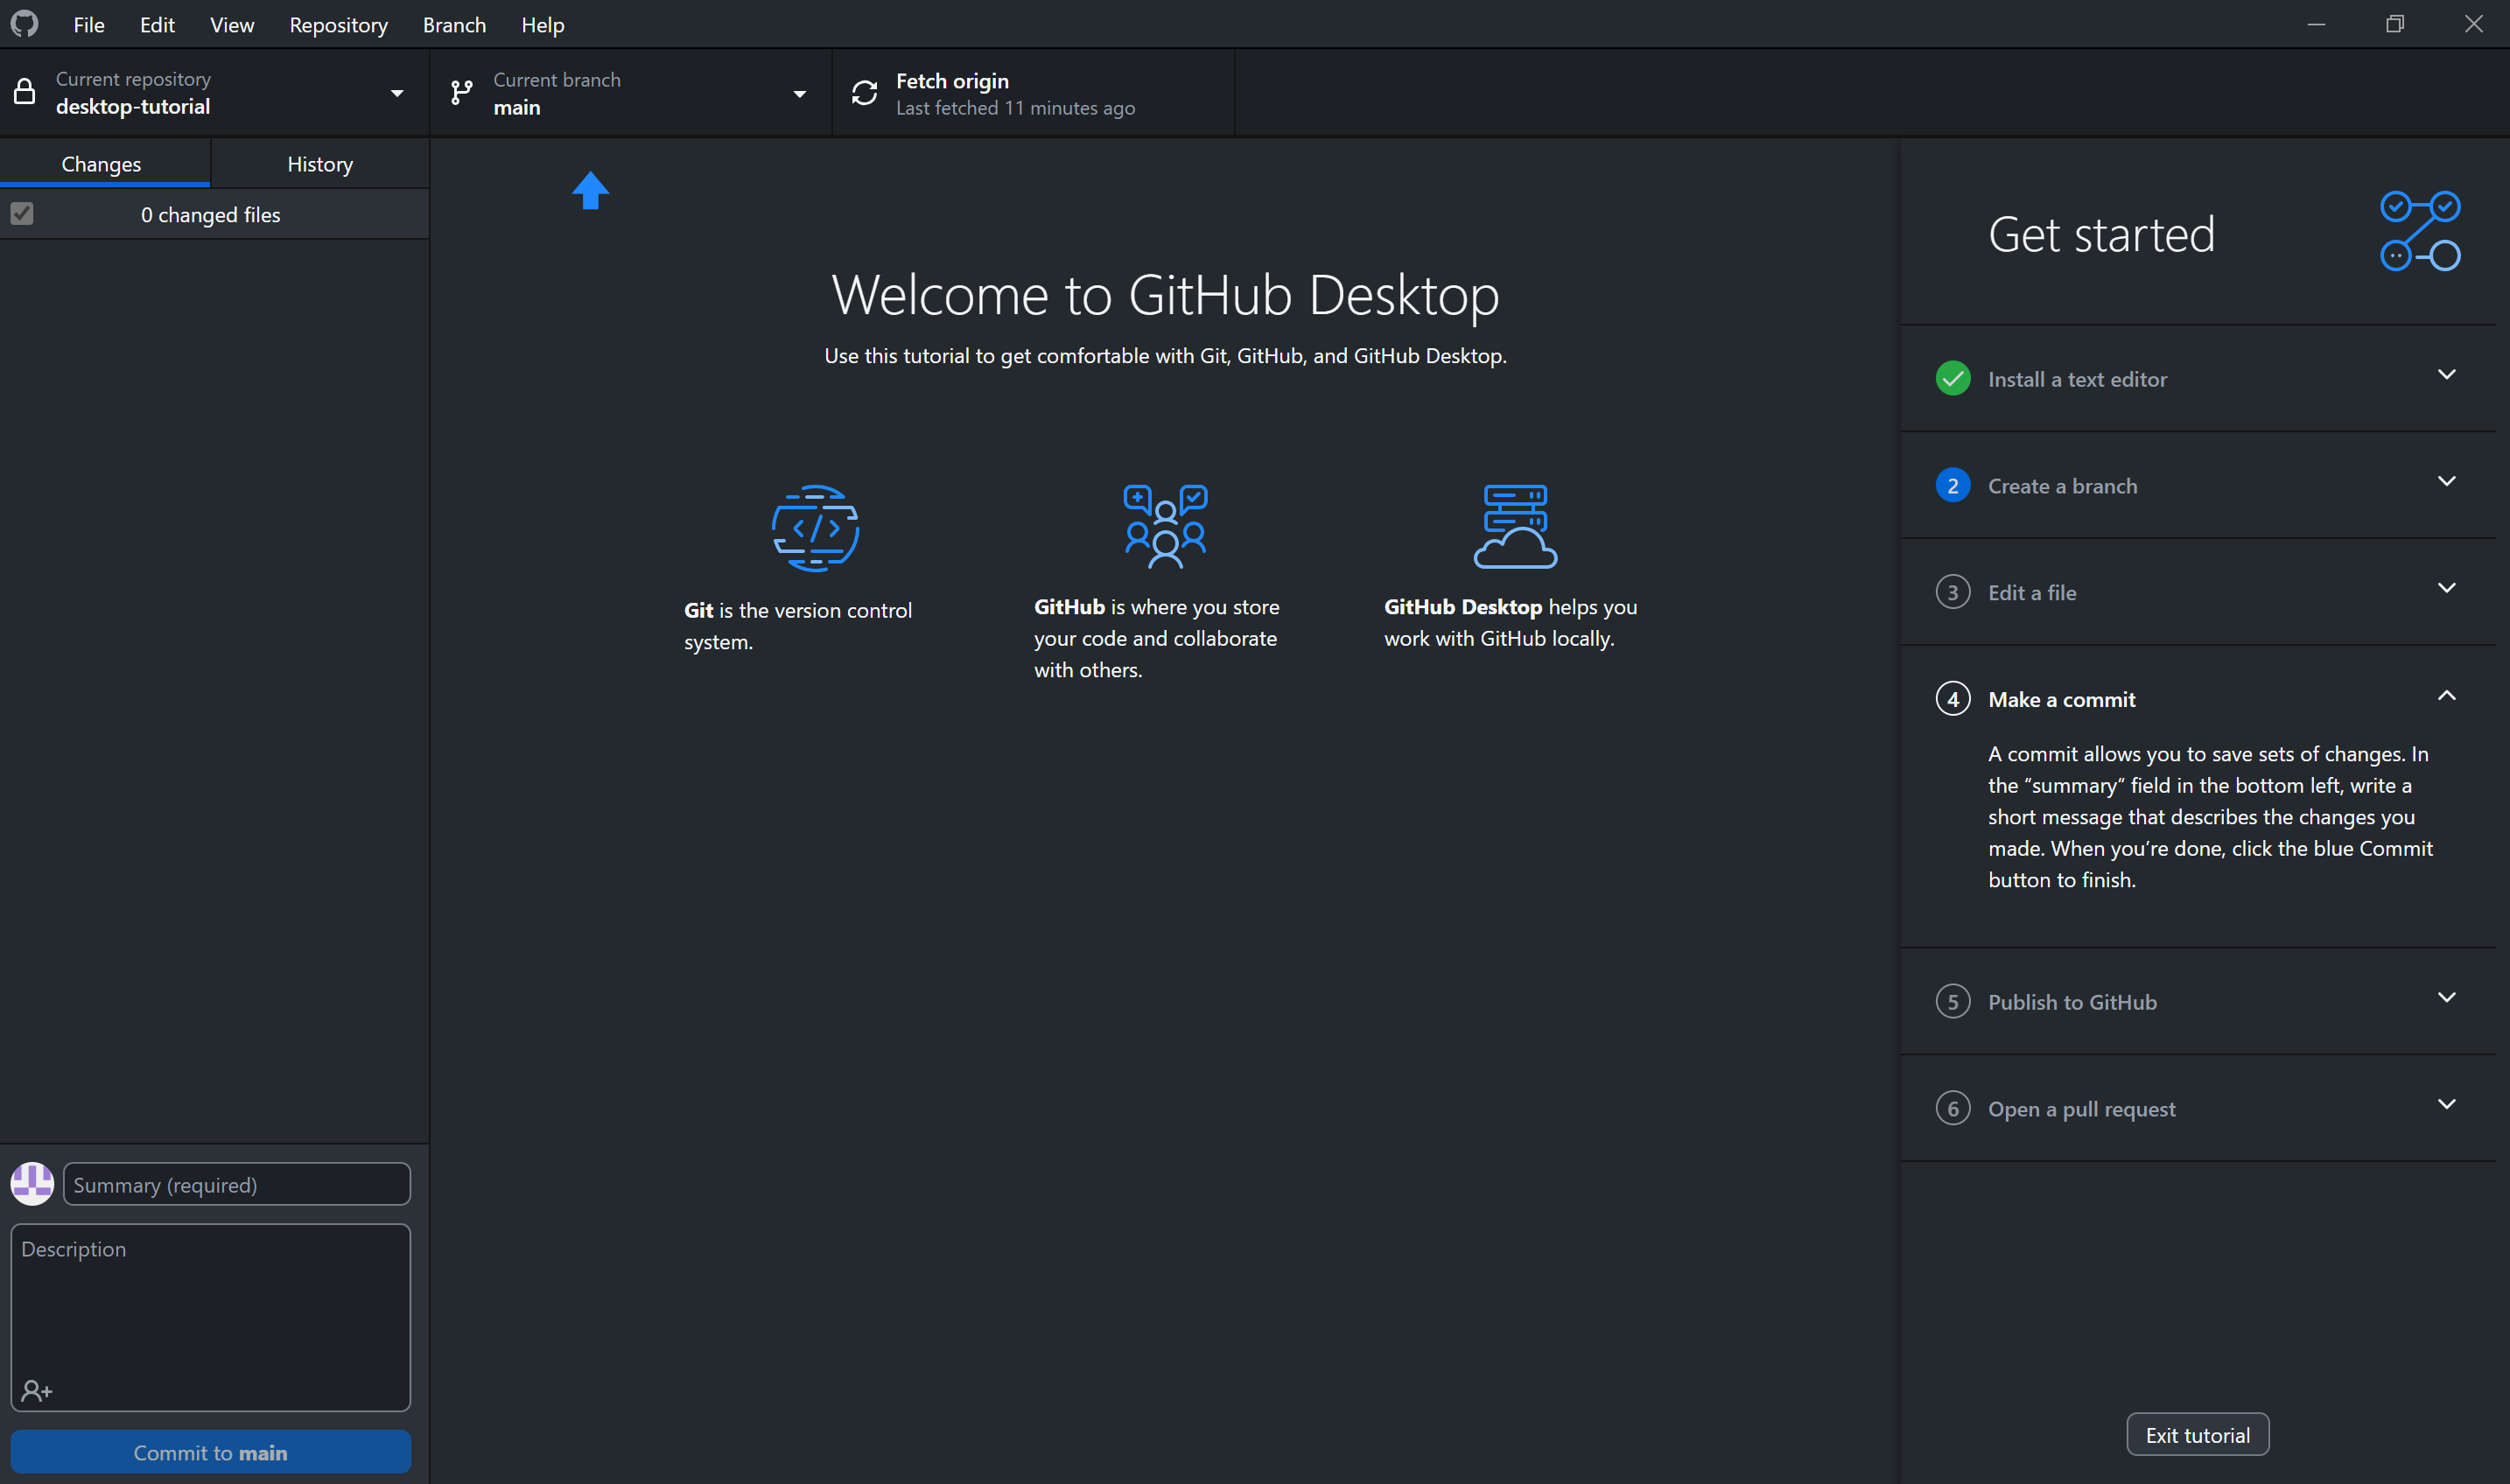 File Edit View Repository Branch Help
Current repository
desktop-tutorial
Current branch
main
Fetch origin
Last fetched 11 minutes ago
Changes
History
0 changed files
Summary (required)
Description
Commit to main
Welcome to GitHub Desktop
Use this tutorial to get comfortable with Git, GitHub, and GitHub Desktop.
Git is the version control
system.
GitHub is where you store
your code and collaborate
with others.
GitHub Desktop helps you
work with GitHub locally.
Get started
Install a text editor
2 Create a branch
3 Edit a file
4 Make a commit
A commit allows you to save sets of changes. In
the “summary“ field in the bottom left, write a
short message that describes the changes you
made. When you’re done, click the blue Commit
button to finish.
5 Publish to GitHub
6 Open a pull request
Exit tutorial